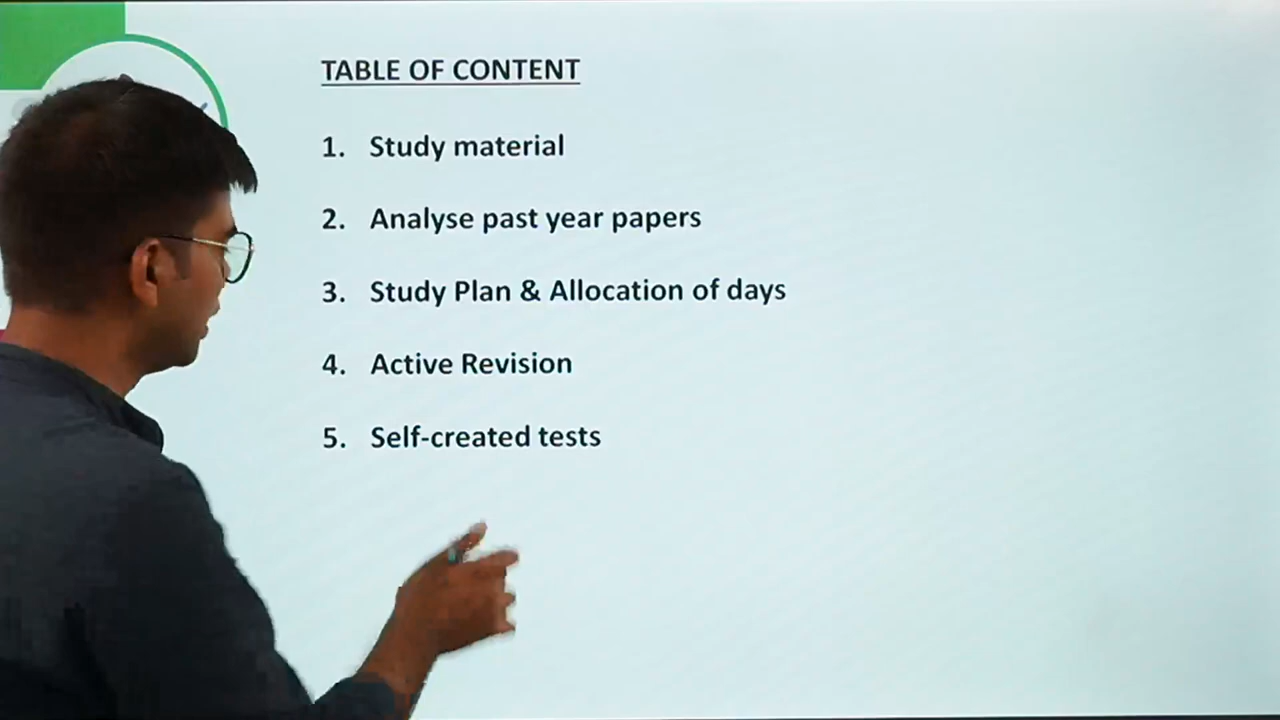 TABLE OF CONTENT
1. Study material
2. Analyse past year papers
3. Study Plan & Allocation of days
4. Active Revision
5. Self-created tests